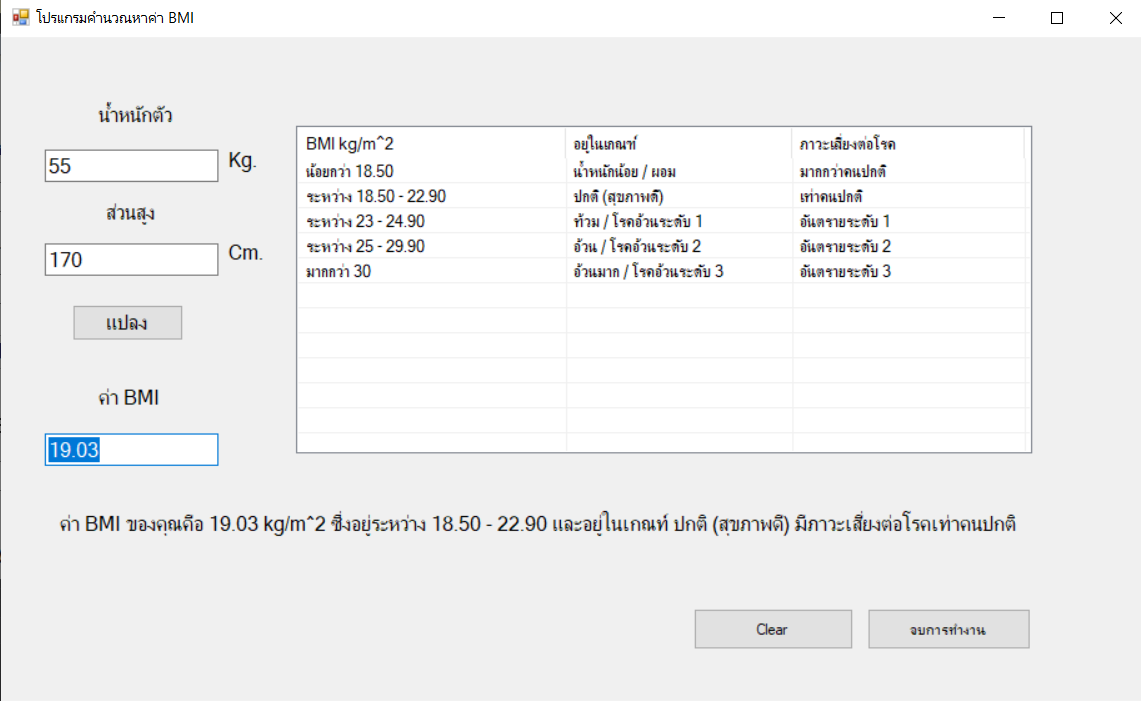 โปรแกรมคำนวณหาค่า BMI
น้ำหนักตัว
55 Kg.
ส่วนสูง
170 Cm.
แปลง
ค่า BMI
19.03
BMI kg/m^2 อยู่ในเกณฑ์ ภาวะเสี่ยงต่อโรค
น้อยกว่า 18.50 น้ำหนักน้อย / ผอม มากกว่าคนปกติ
ระหว่าง 18.50 - 22.90 ปกติ (สุขภาพดี) เท่าคนปกติ
ระหว่าง 23 - 24.90 ท้วม / โรคอ้วนระดับ 1 อันตรายระดับ 1
ระหว่าง 25 - 29.90 อ้วน / โรคอ้วนระดับ 2 อันตรายระดับ 2
มากกว่า 30 อ้วนมาก / โรคอ้วนระดับ 3 อันตรายระดับ 3
ค่า BMI ของคุณคือ 19.03 kg/m^2 ซึ่งอยู่ระหว่าง 18.50 - 22.90 และอยู่ในเกณฑ์ ปกติ (สุขภาพดี) มีภาวะเสี่ยงต่อโรคเท่าคนปกติ
Clear จบการทำงาน